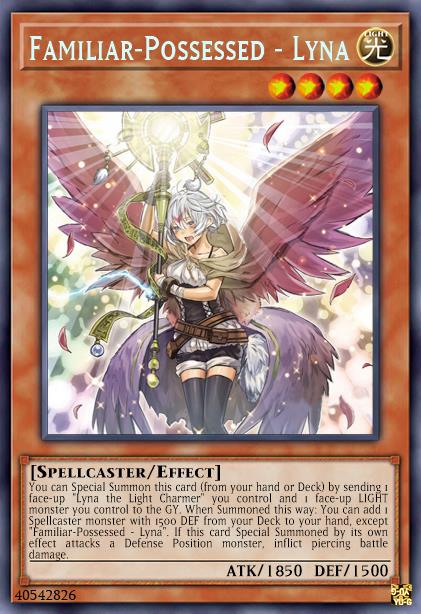 Familiar-Possessed - Lyna
LIGHT
光
[Spellcaster/Effect]
You can Special Summon this card (from your hand or Deck) by sending 1
face-up "Lyna the Light Charmer" you control and 1 face-up LIGHT
monster you control to the GY. When Summoned this way: You can add 1
Spellcaster monster with 1500 DEF from your Deck to your hand, except
"Familiar-Possessed - Lyna". If this card Special Summoned by its own
effect attacks a Defense Position monster, inflict piercing battle
damage.
ATK/1850 DEF/1500
40542826